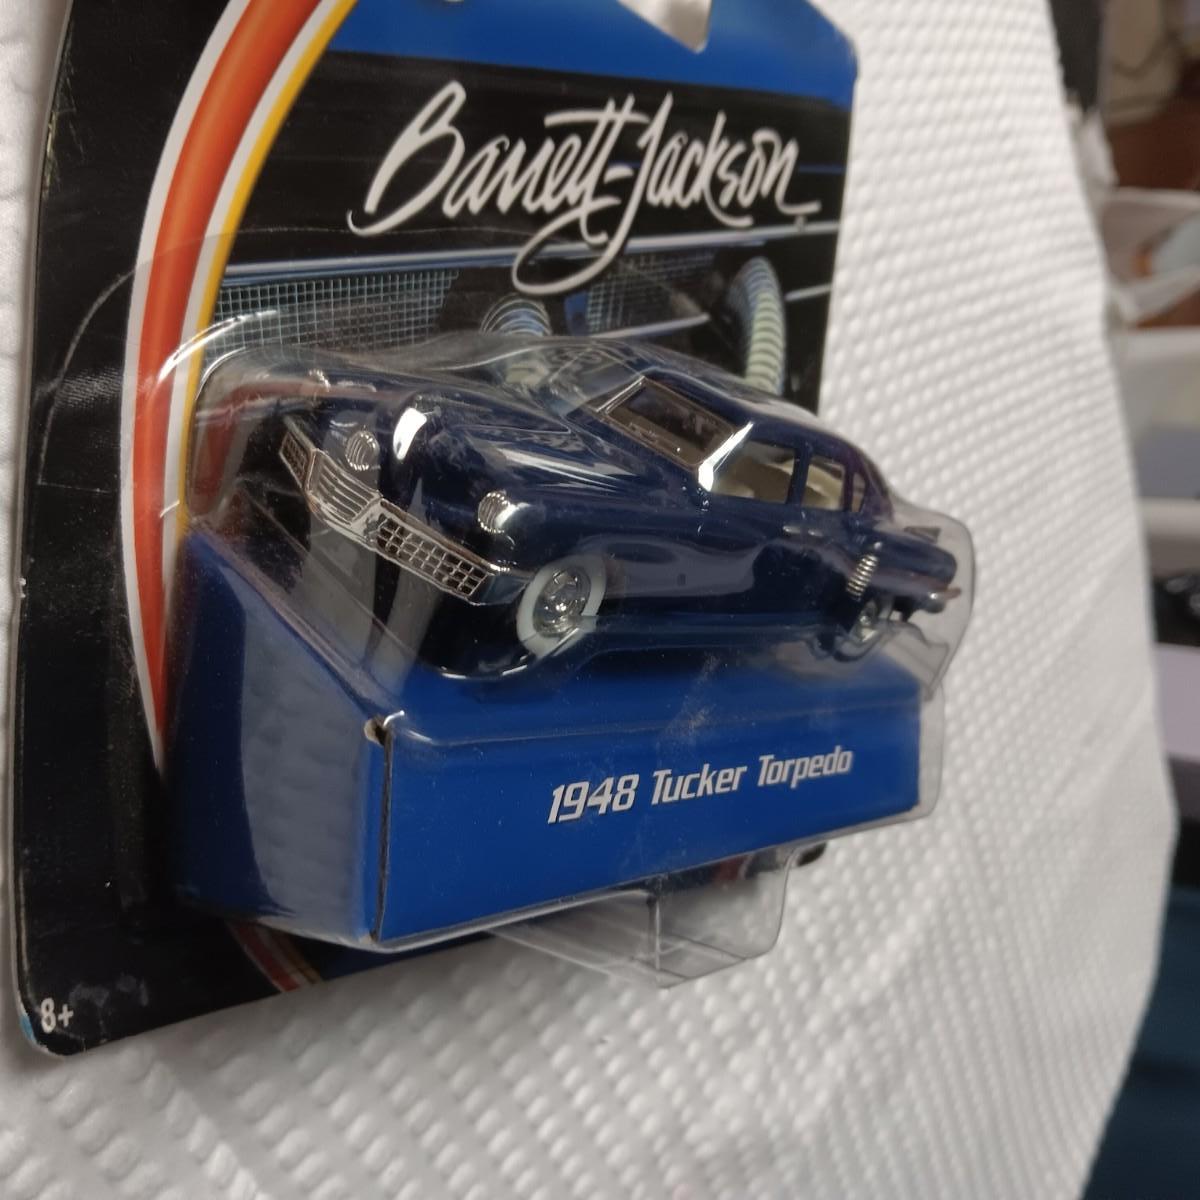 Barrett-Jackson®
1948 Tucker Torpedo
8+